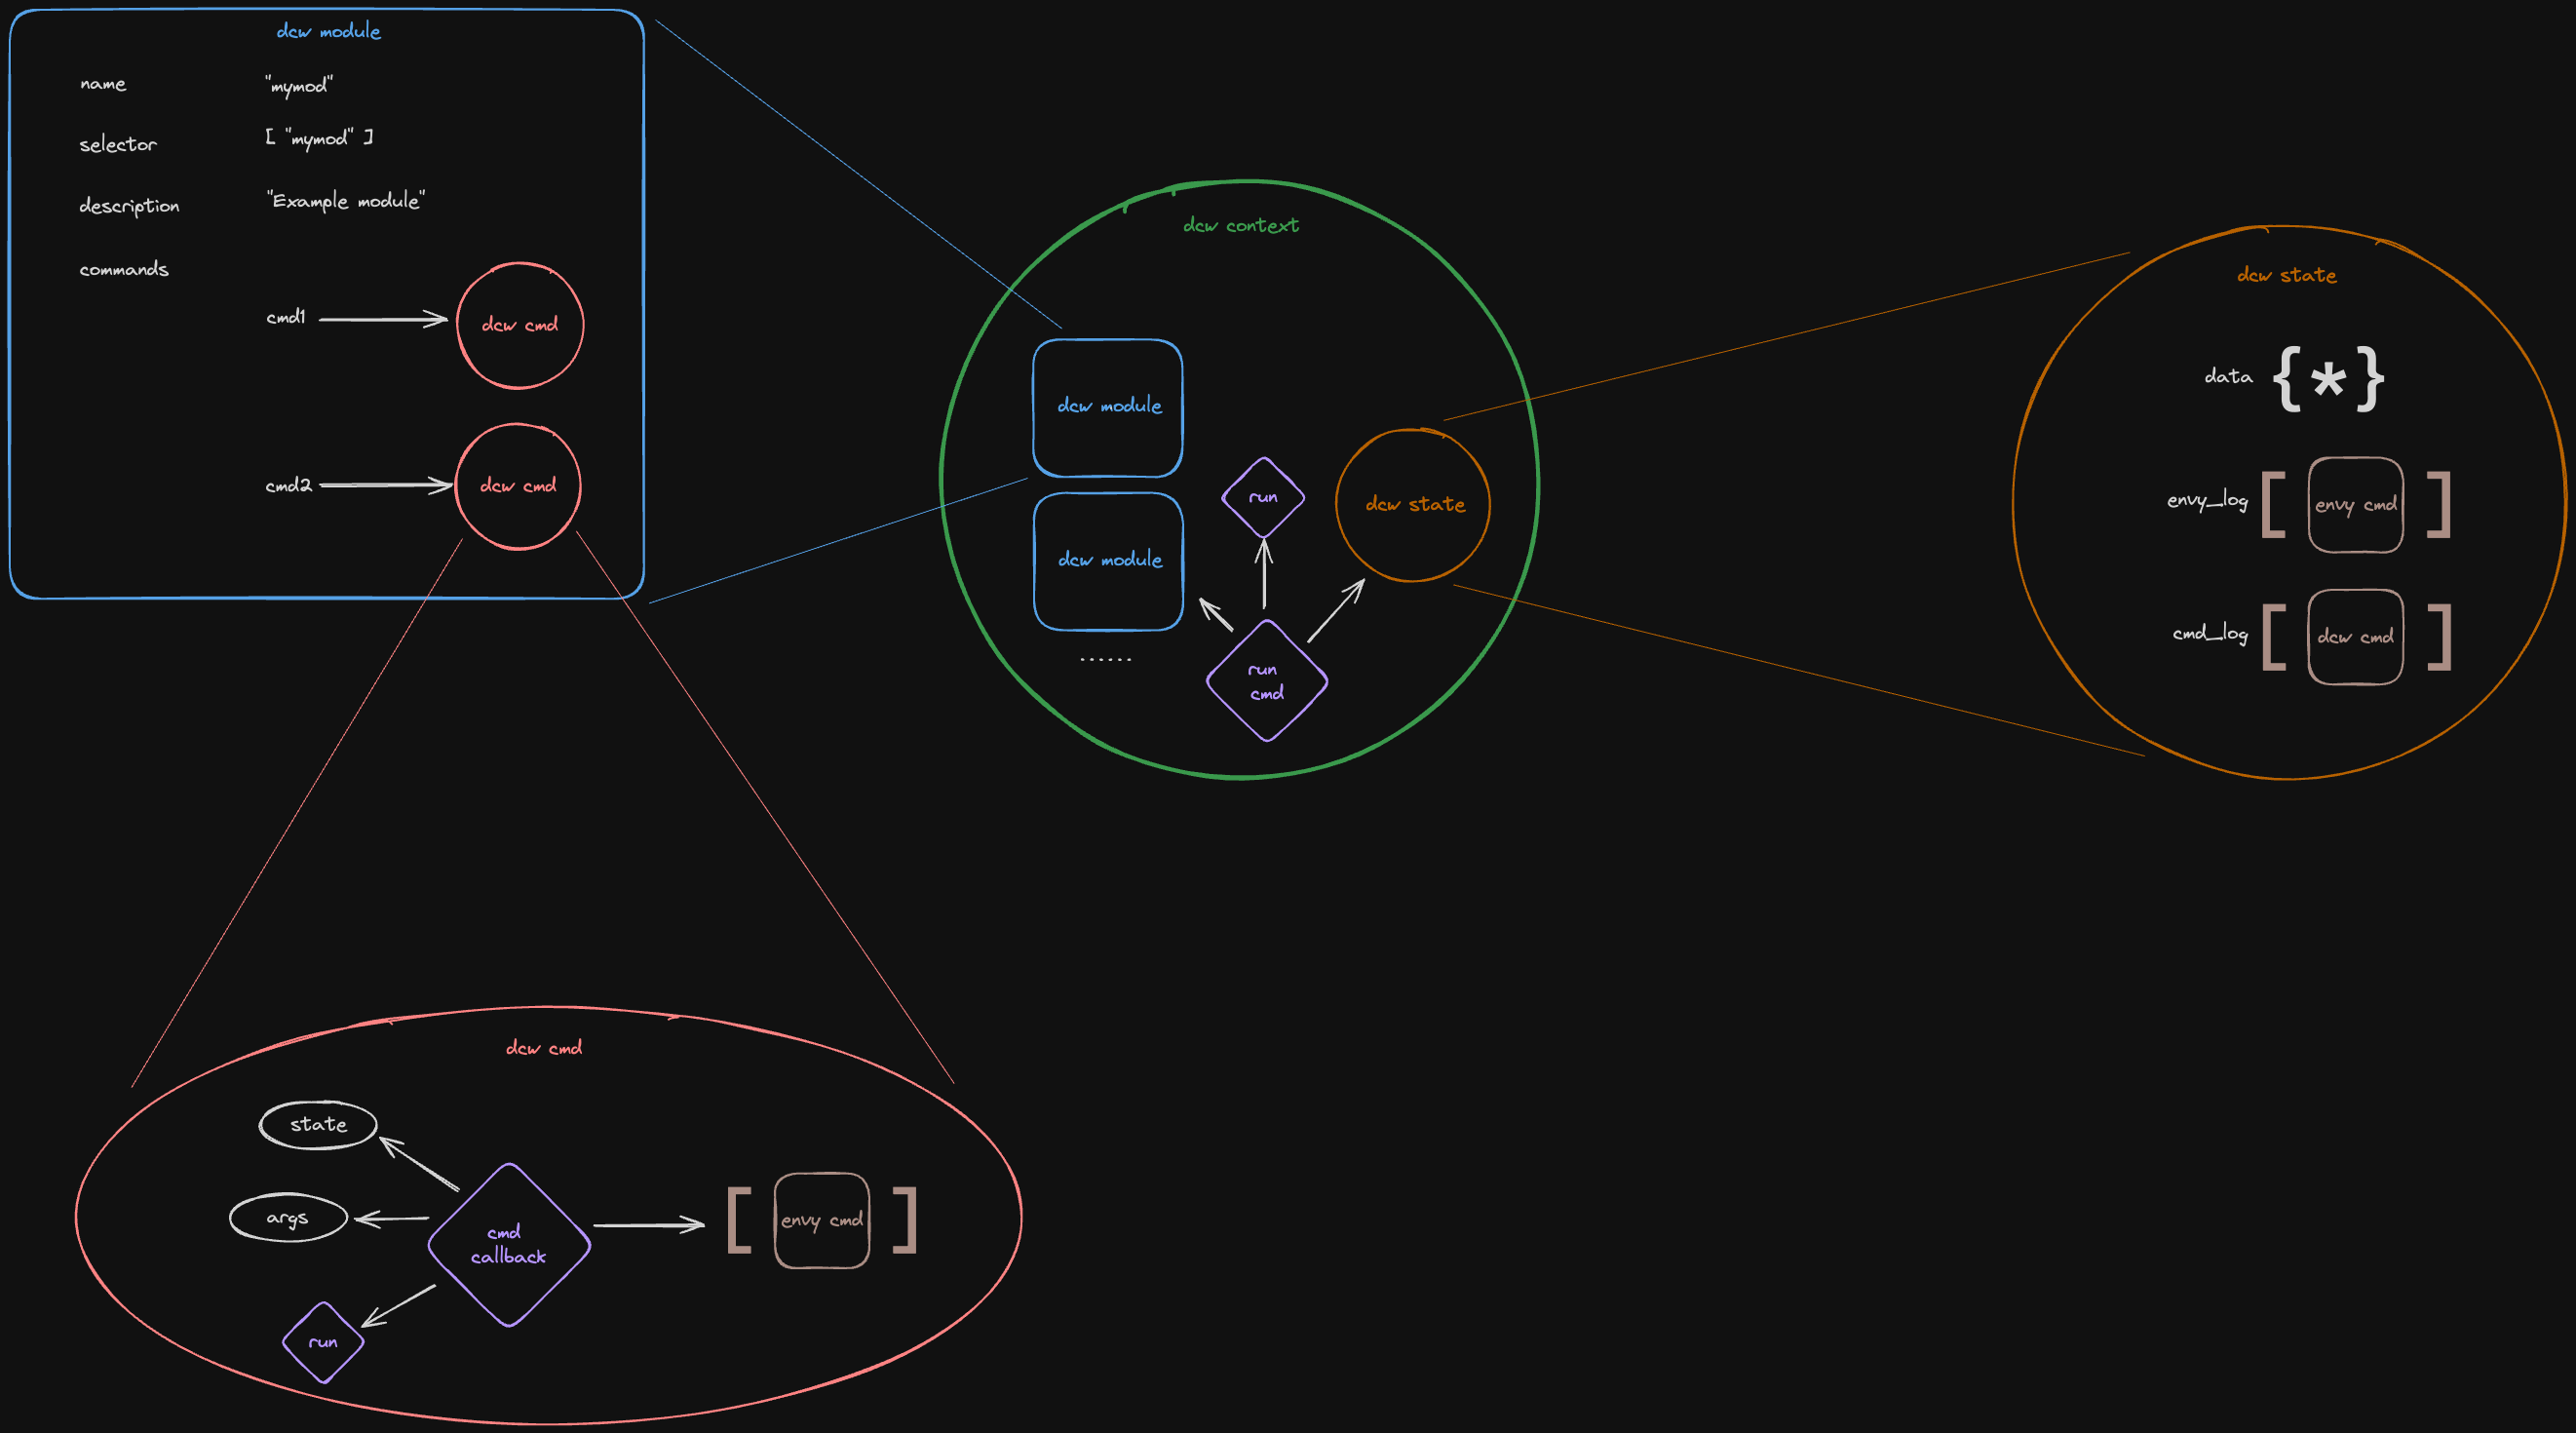 dcw module
name
"mymod"
selector
[ "mymod" ]
description
"Example module"
commands
cmd1
dcw cmd
cmd2
dcw cmd
dcw context
dcw module
dcw module
......
run
dcw state
run
cmd
dcw state
data
{*}
envy_log
[ envy cmd ]
cmd_log
[ dcw cmd ]
dcw cmd
state
args
cmd
callback
run
[ envy cmd ]